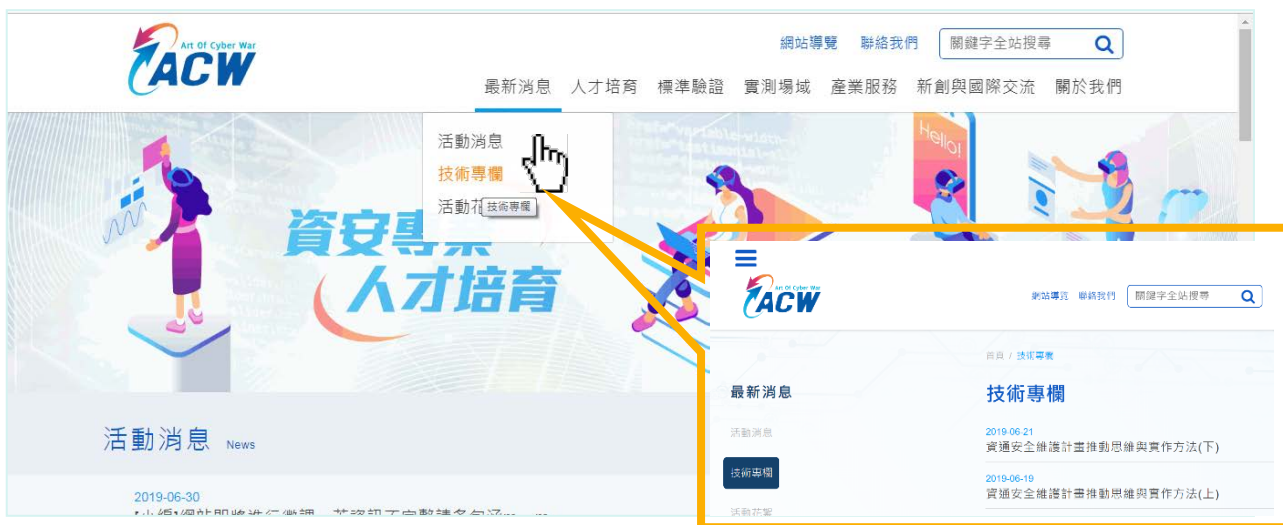 Art Of Cyber War
ACW
網站導覽 聯絡我們 關鍵字全站搜尋
最新消息 人才培育 標準驗證 實測場域 產業服務 新創與國際交流 關於我們
活動消息
技術專欄
活動花
技術專欄
Hello!
資安專業
人才培育
活動消息 News
2019-06-30
Art Of Cyber War
ACW
網站導覽 聯絡我們 關鍵字全站搜尋
首頁 / 技術專欄
最新消息
技術專欄
活動消息
2019-06-21
資通安全維護計畫推動思維與實作方法(下)
技術專欄
2019-06-19
資通安全維護計畫推動思維與實作方法(上)
活動花絮